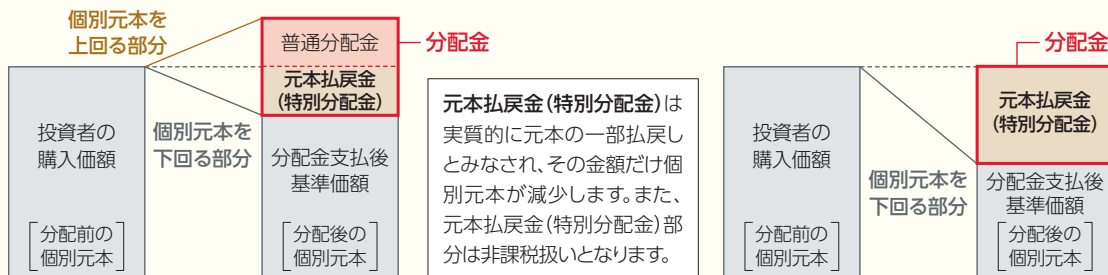 個別元本を
上回る部分
普通分配金
分配金
元本払戻金
(特別分配金)
投資者の
購入価額
個別元本を
下回る部分
分配金支払後
基準価額
[分配前の
個別元本]
[分配後の
個別元本]
元本払戻金(特別分配金)は
実質的に元本の一部払戻し
とみなされ、その金額だけ個
別元本が減少します。また、
元本払戻金(特別分配金)部
分は非課税扱いとなります。
分配金
元本払戻金
(特別分配金)
投資者の
購入価額
個別元本を
下回る部分
分配金支払後
基準価額
[分配前の
個別元本]
[分配後の
個別元本]